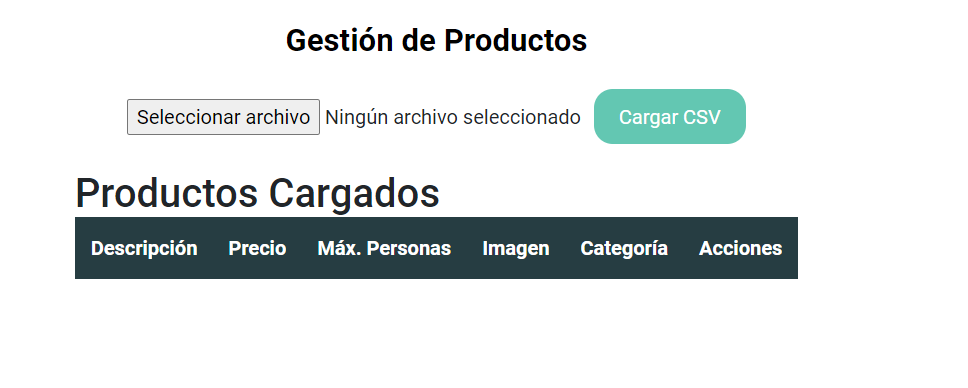 Gestión de Productos
Seleccionar archivo Ningún archivo seleccionado Cargar CSV
Productos Cargados
Descripción Precio Máx. Personas Imagen Categoría Acciones